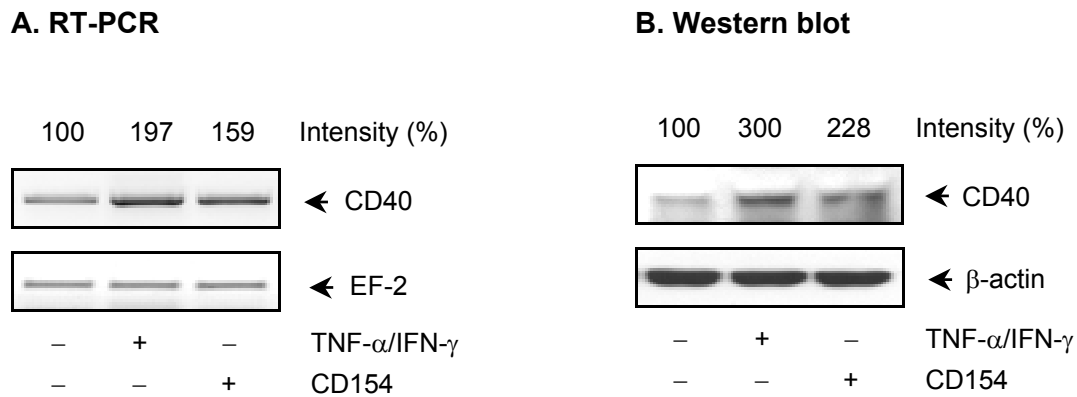 A. RT-PCR
100 197 159 Intensity (%)
CD40
EF-2
– + – TNF-α/IFN-γ
– – + CD154
B. Western blot
100 300 228 Intensity (%)
CD40
β-actin
– + – TNF-α/IFN-γ
– – + CD154